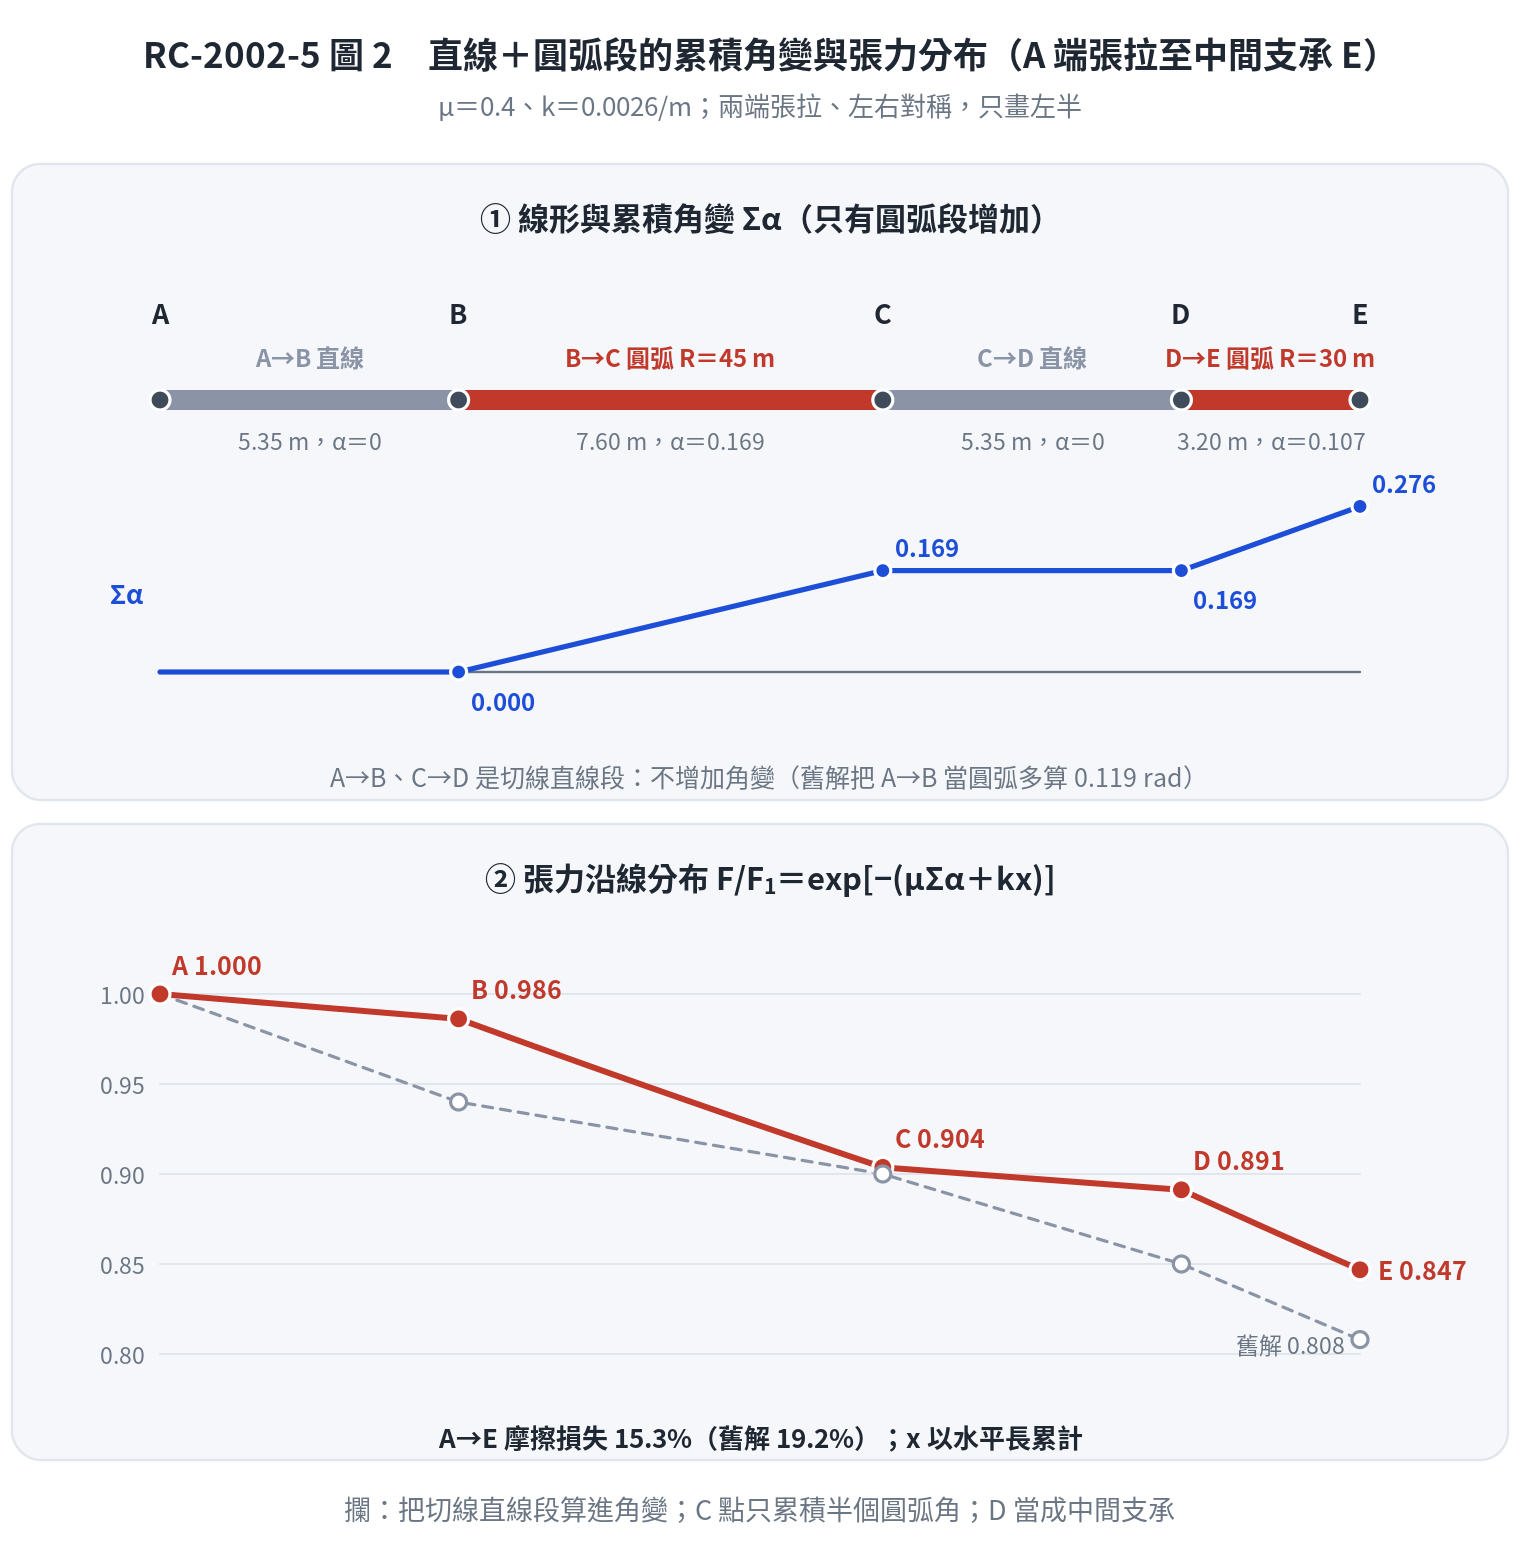 RC-2002-5 圖 2　直線＋圓弧段的累積角變與張力分布（A 端張拉至中間支承 E）
μ＝0.4、k＝0.0026/m；兩端張拉、左右對稱，只畫左半
① 線形與累積角變 Σα（只有圓弧段增加）
A B C D E
A→B 直線 B→C 圓弧 R＝45 m C→D 直線 D→E 圓弧 R＝30 m
5.35 m，α＝0 7.60 m，α＝0.169 5.35 m，α＝0 3.20 m，α＝0.107
0.276
0.169
Σα
0.169
0.000
A→B、C→D 是切線直線段：不增加角變（舊解把 A→B 當圓弧多算 0.119 rad）
② 張力沿線分布 F/F₁＝exp[−(μΣα＋kx)]
A 1.000
B 0.986
1.00
0.95
C 0.904
D 0.891
0.90
0.85
E 0.847
舊解 0.808
0.80
A→E 摩擦損失 15.3%（舊解 19.2%）；x 以水平長累計
攔：把切線直線段算進角變；C 點只累積半個圓弧角；D 當成中間支承